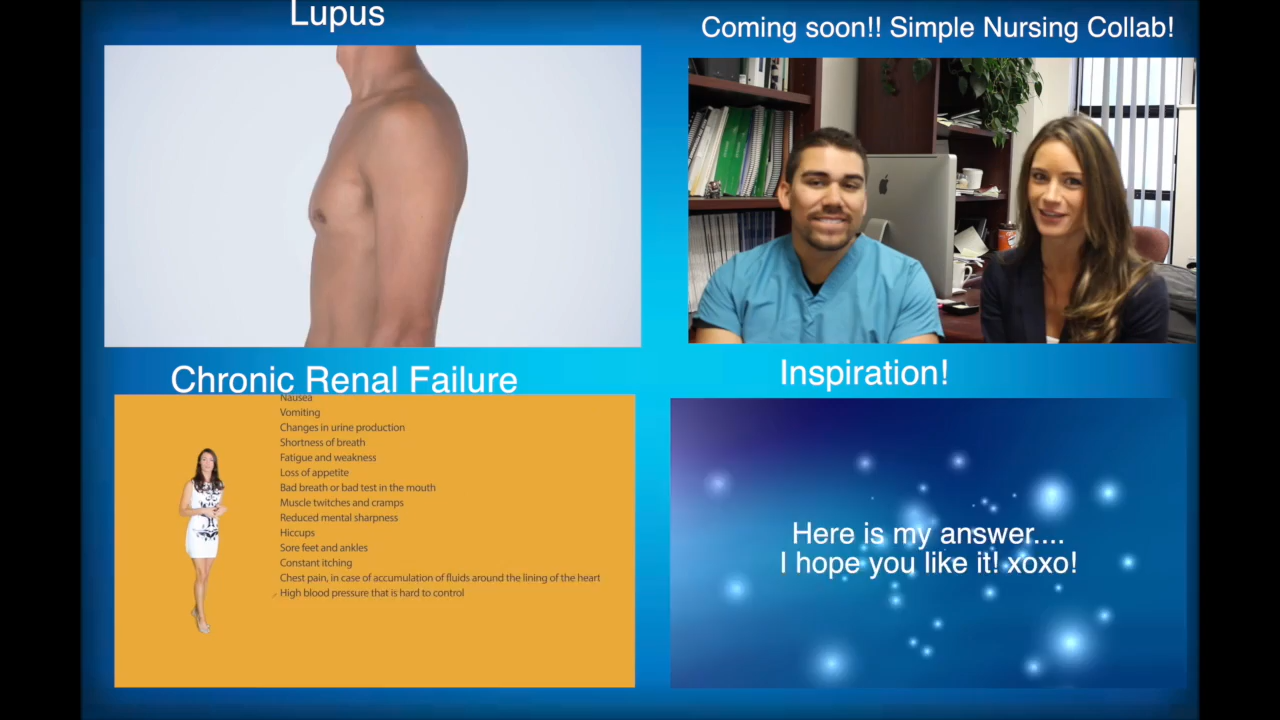 Lupus
Coming soon!! Simple Nursing Collab!
Chronic Renal Failure
Nausea
Vomiting
Changes in urine production
Shortness of breath
Fatigue and weakness
Loss of appetite
Bad breath or bad test in the mouth
Muscle twitches and cramps
Reduced mental sharpness
Hiccups
Sore feet and ankles
Constant itching
Chest pain, in case of accumulation of fluids around the lining of the heart
High blood pressure that is hard to control
Inspiration!
Here is my answer....
I hope you like it! xoxo!